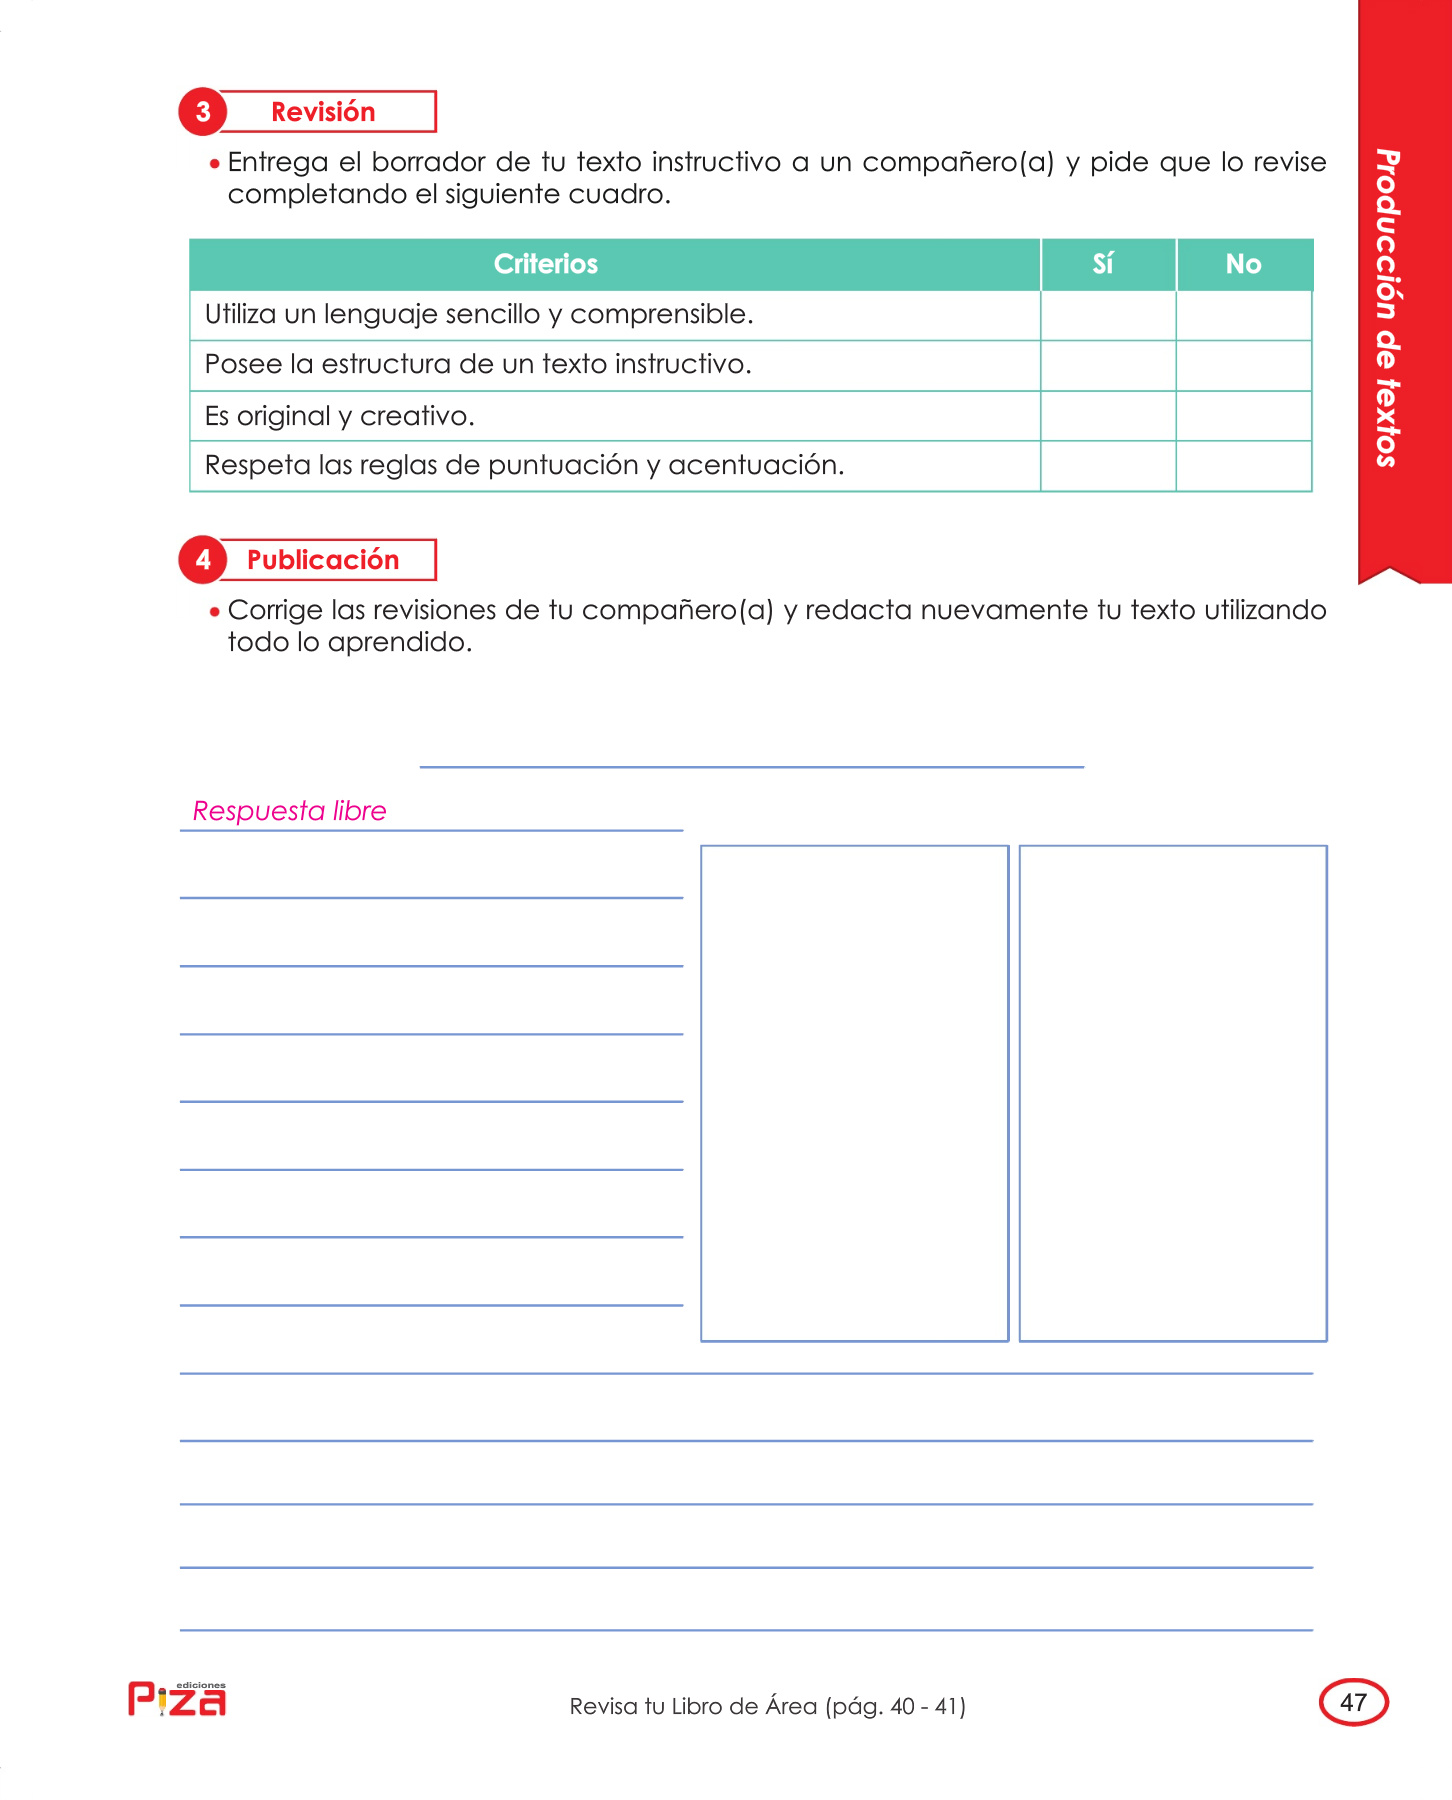 3 Revisión
• Entrega el borrador de tu texto instructivo a un compañero(a) y pide que lo revise
completando el siguiente cuadro.
Criterios Sí No
Utiliza un lenguaje sencillo y comprensible.
Posee la estructura de un texto instructivo.
Es original y creativo.
Respeta las reglas de puntuación y acentuación.
4 Publicación
• Corrige las revisiones de tu compañero(a) y redacta nuevamente tu texto utilizando
todo lo aprendido.
Respuesta libre
Producción de textos
ediciones
Piza
Revisa tu Libro de Área (pág. 40 - 41)
47